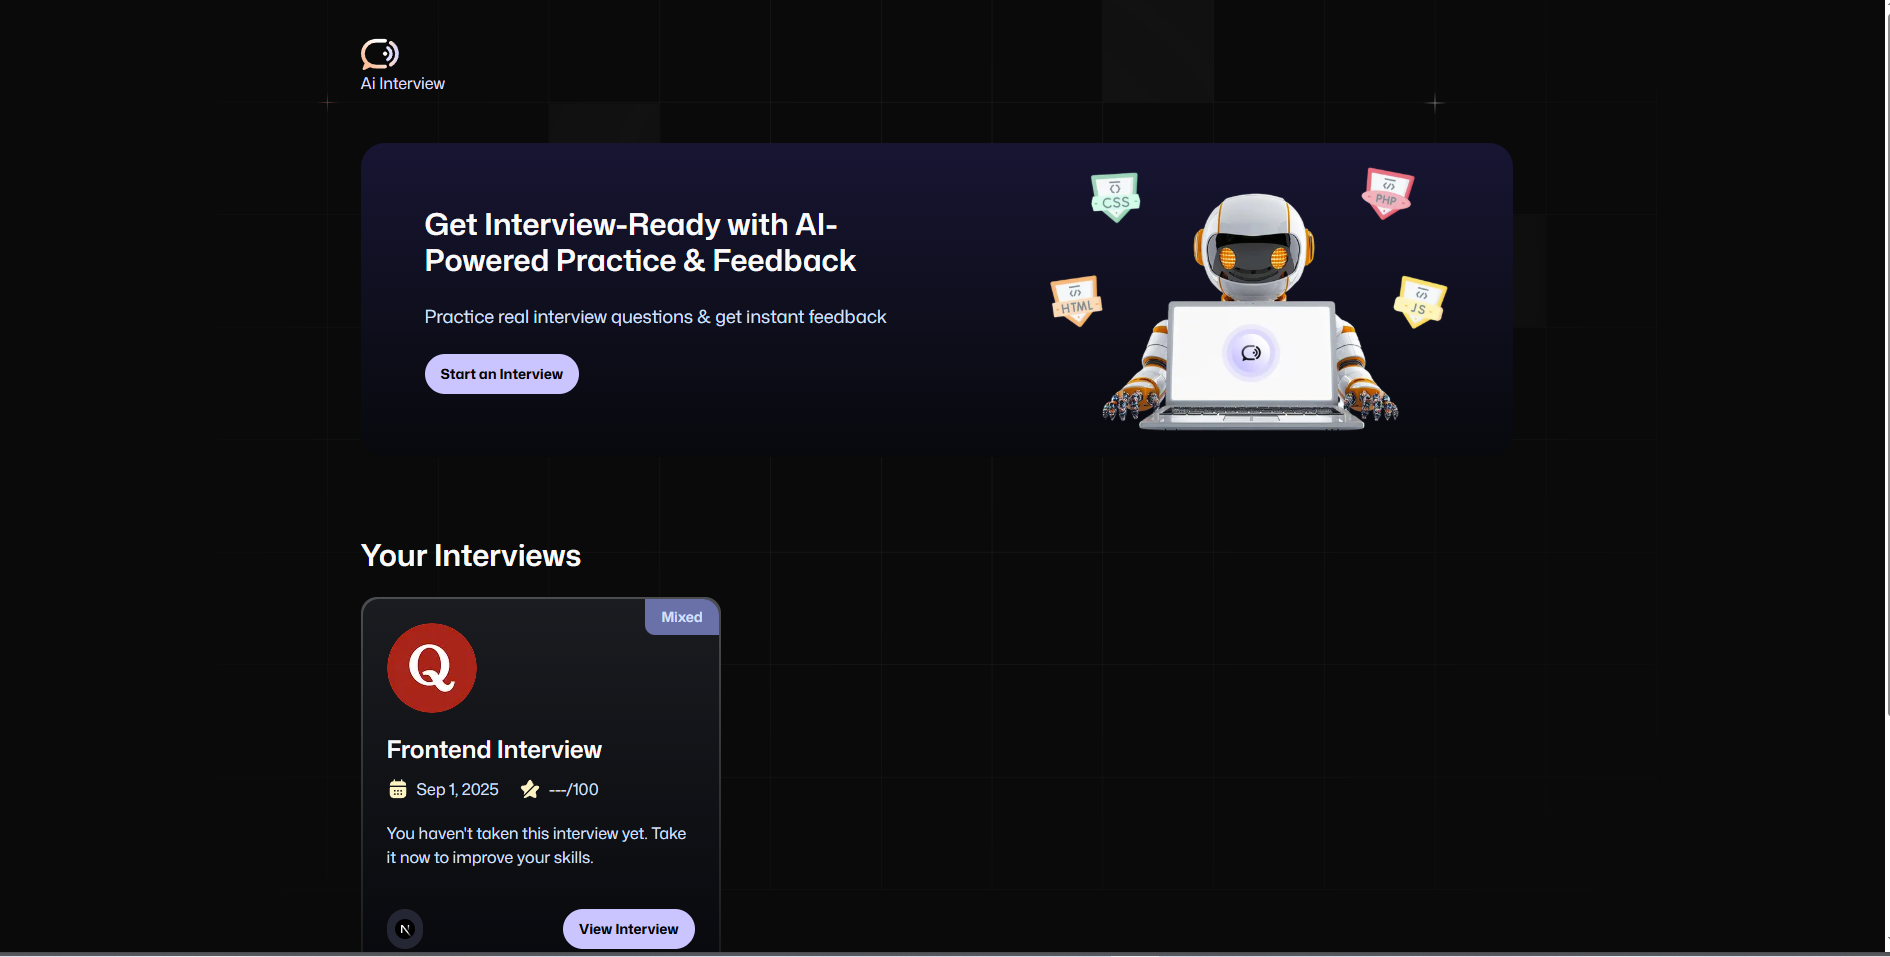 Ai Interview
Get Interview-Ready with AI-
Powered Practice & Feedback
Practice real interview questions & get instant feedback
Start an Interview
CSS
PHP
HTML
JS
Your Interviews
Mixed
Q
Frontend Interview
Sep 1, 2025 ---/100
You haven't taken this interview yet. Take
it now to improve your skills.
N
View Interview